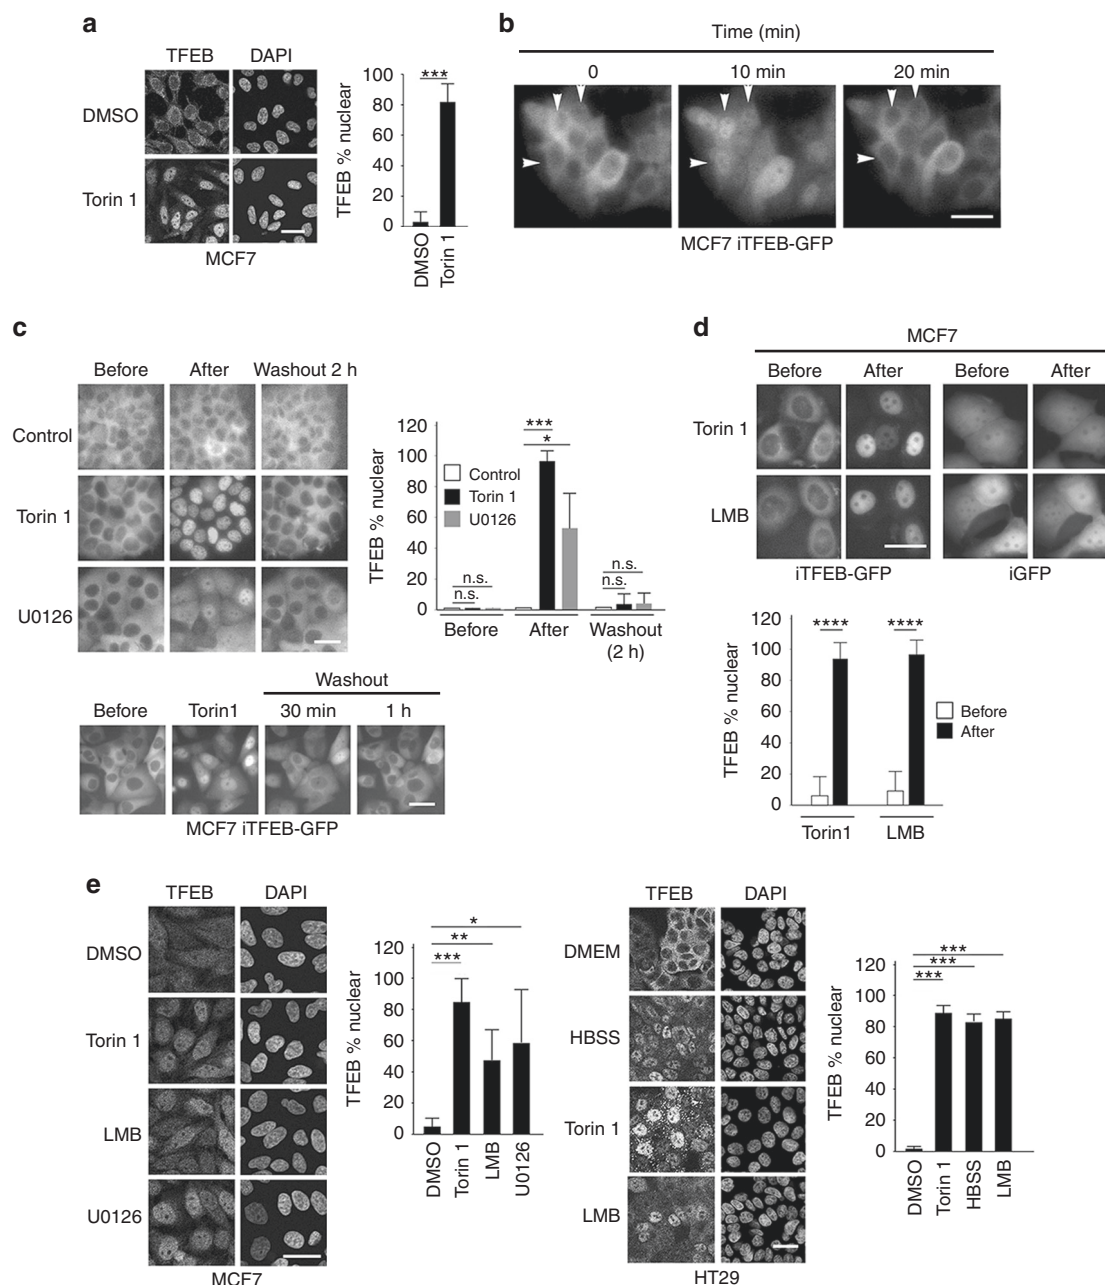 a
TFEB DAPI
DMSO
Torin 1
MCF7
TFEB % nuclear
100
80
60
40
20
0
***
DMSO
Torin 1
b
Time (min)
0 10 min 20 min
MCF7 iTFEB-GFP
c
Before After Washout 2 h
Control
Torin 1
U0126
TFEB % nuclear
120
100
80
60
40
20
0
***
*
Control
Torin 1
U0126
n.s.
n.s.
n.s.
n.s.
Before After Washout
(2 h)
Washout
Before Torin1 30 min 1 h
MCF7 iTFEB-GFP
d
MCF7
Before After Before After
Torin 1
LMB
iTFEB-GFP iGFP
TFEB % nuclear
120
100
80
60
40
20
0
**** ****
Before
After
Torin1 LMB
e
TFEB DAPI
DMSO
Torin 1
LMB
U0126
MCF7
TFEB % nuclear
120
100
80
60
40
20
0
*
**
***
DMSO
Torin 1
LMB
U0126
TFEB DAPI
DMEM
HBSS
Torin 1
LMB
HT29
TFEB % nuclear
120
100
80
60
40
20
0
***
***
***
DMSO
Torin 1
HBSS
LMB